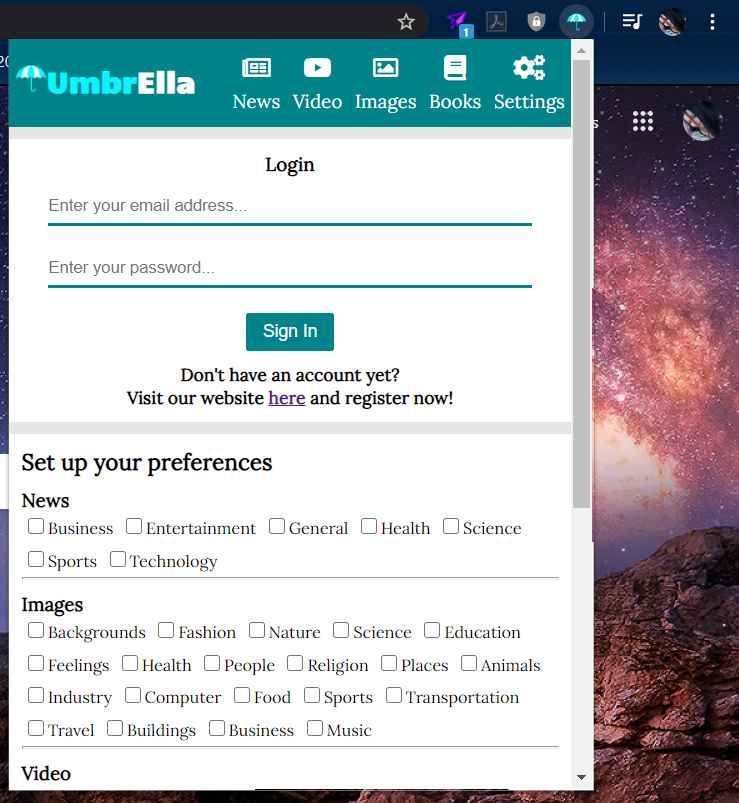 1
20
UmbrElla
News Video Images Books Settings
s
Login
Enter your email address...
Enter your password...
Sign In
Don't have an account yet?
Visit our website here and register now!
Set up your preferences
News
Business Entertainment General Health Science
Sports Technology
Images
Backgrounds Fashion Nature Science Education
Feelings Health People Religion Places Animals
Industry Computer Food Sports Transportation
Travel Buildings Business Music
Video